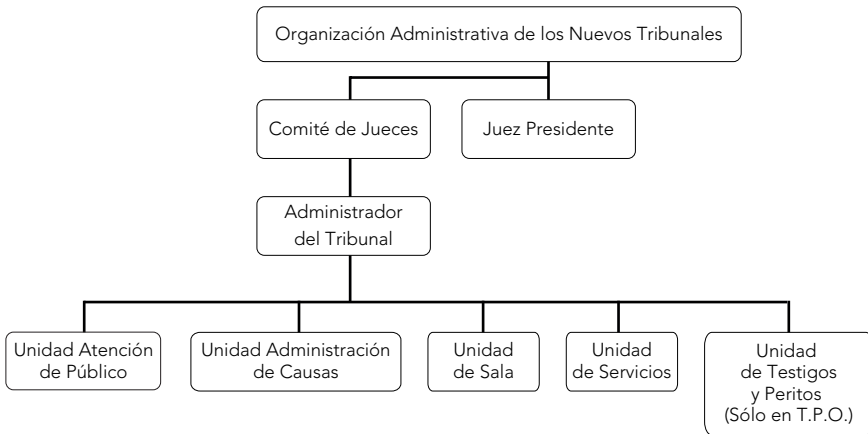 Organización Administrativa de los Nuevos Tribunales
Comité de Jueces
Juez Presidente
Administrador
del Tribunal
Unidad Atención
de Público
Unidad Administración
de Causas
Unidad
de Sala
Unidad
de Servicios
Unidad
de Testigos
y Peritos
(Sólo en T.P.O.)